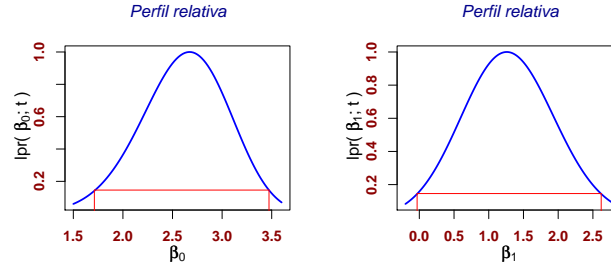 Perfil relativa
lpr( β0; t )
0.2 0.6 1.0
1.5 2.0 2.5 3.0 3.5
β0
Perfil relativa
lpr( β1; t )
0.2 0.4 0.6 0.8 1.0
0.0 0.5 1.0 1.5 2.0 2.5
β1